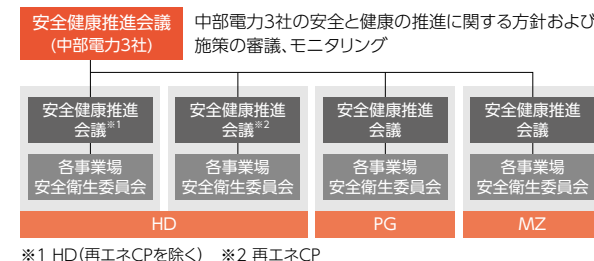 安全健康推進会議
(中部電力3社)
中部電力3社の安全と健康の推進に関する方針および
施策の審議、モニタリング
安全健康推進
会議※1
各事業場
安全衛生委員会
安全健康推進
会議※2
各事業場
安全衛生委員会
安全健康推進
会議
各事業場
安全衛生委員会
安全健康推進
会議
各事業場
安全衛生委員会
HD
PG
MZ
※1 HD(再エネCPを除く) ※2 再エネCP